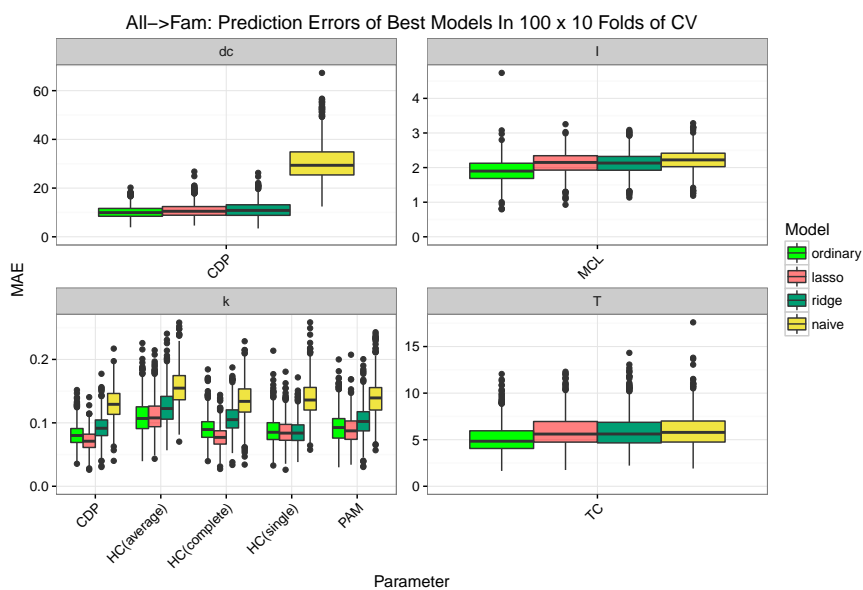 All->Fam: Prediction Errors of Best Models In 100 x 10 Folds of CV
dc
I
60
40
20
0
CDP
4
3
2
1
0
MCL
MAE
k
T
0.2
0.1
0.0
CDP
HC(average)
HC(complete)
HC(single)
PAM
15
10
5
0
TC
Parameter
Model
ordinary
lasso
ridge
naive